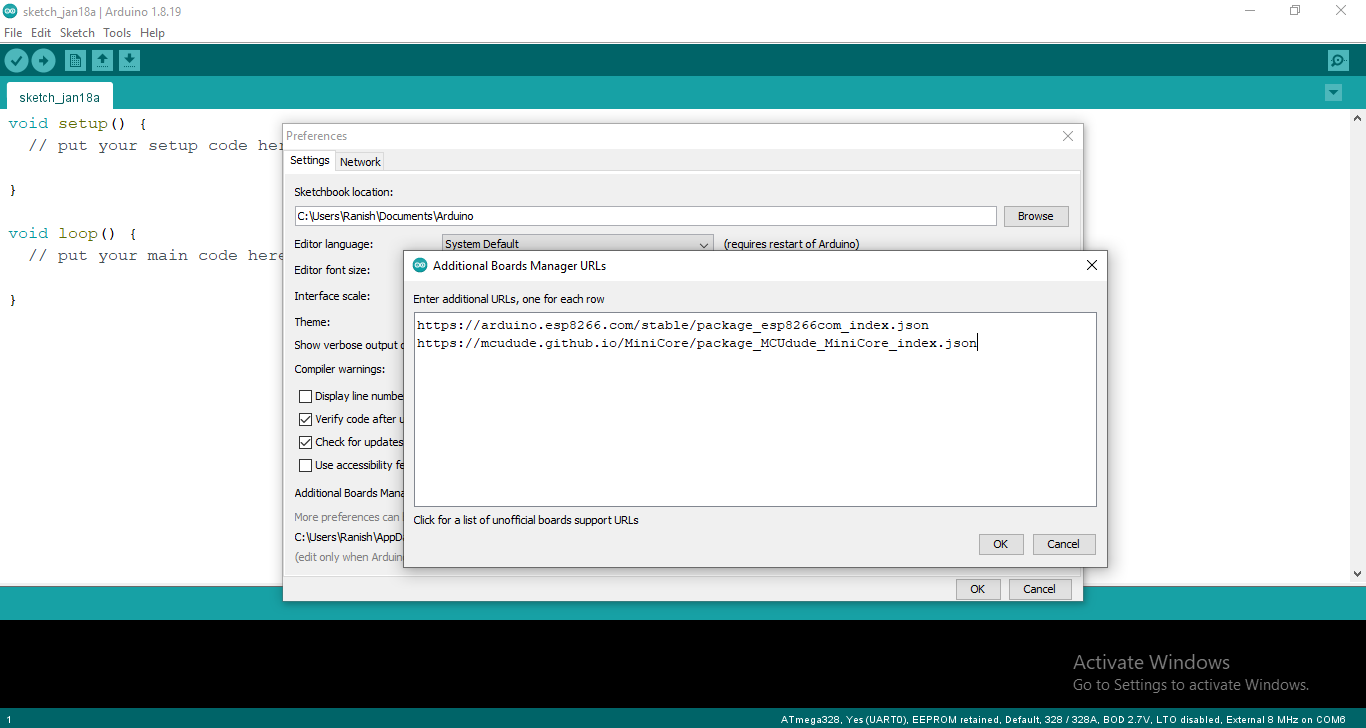 sketch_jan18a | Arduino 1.8.19
File Edit Sketch Tools Help
sketch_jan18a
void setup() {
// put your setup code her
}
void loop() {
// put your main code here
}
Preferences
Settings Network
Sketchbook location:
C:\Users\Ranish\Documents\Arduino
Browse
Editor language:
System Default
(requires restart of Arduino)
Editor font size:
Interface scale:
Theme:
Show verbose output
Compiler warnings:
Display line numbe
Verify code after u
Check for updates
Use accessibility fe
Additional Boards Mana
More preferences can
C:\Users\Ranish\AppDa
(edit only when Arduin
OK Cancel
Additional Boards Manager URLs
Enter additional URLs, one for each row
https://arduino.esp8266.com/stable/package_esp8266com_index.json
https://mcudude.github.io/MiniCore/package_MCUdude_MiniCore_index.json
Click for a list of unofficial boards support URLs
OK Cancel
Activate Windows
Go to Settings to activate Windows.
1
ATmega328, Yes (UART0), EEPROM retained, Default, 328 / 328A, BOD 2.7V, LTO disabled, External 8 MHz on COM6